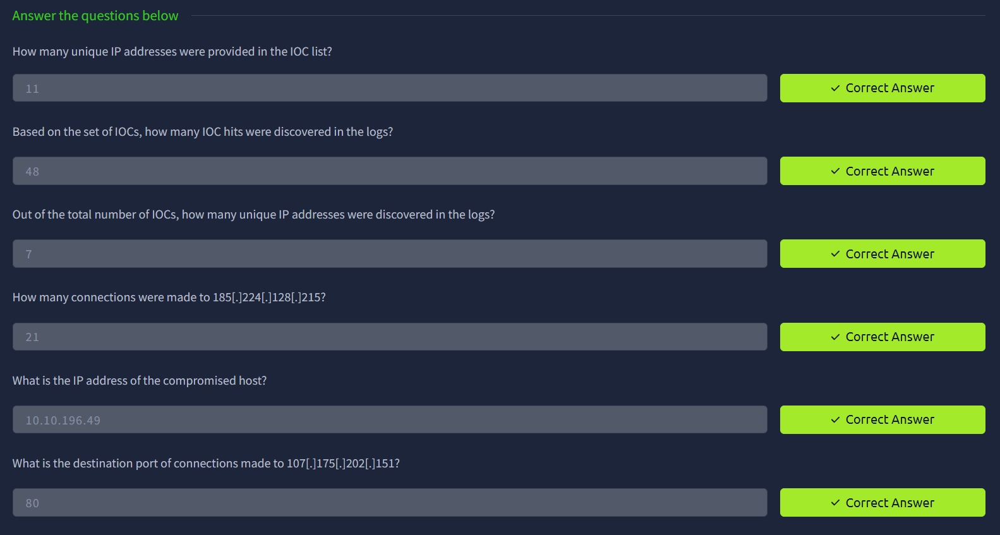 Answer the questions below
How many unique IP addresses were provided in the IOC list?
11
✓ Correct Answer
Based on the set of IOCs, how many IOC hits were discovered in the logs?
48
✓ Correct Answer
Out of the total number of IOCs, how many unique IP addresses were discovered in the logs?
7
✓ Correct Answer
How many connections were made to 185[.]224[.]128[.]215?
21
✓ Correct Answer
What is the IP address of the compromised host?
10.10.196.49
✓ Correct Answer
What is the destination port of connections made to 107[.]175[.]202[.]151?
80
✓ Correct Answer